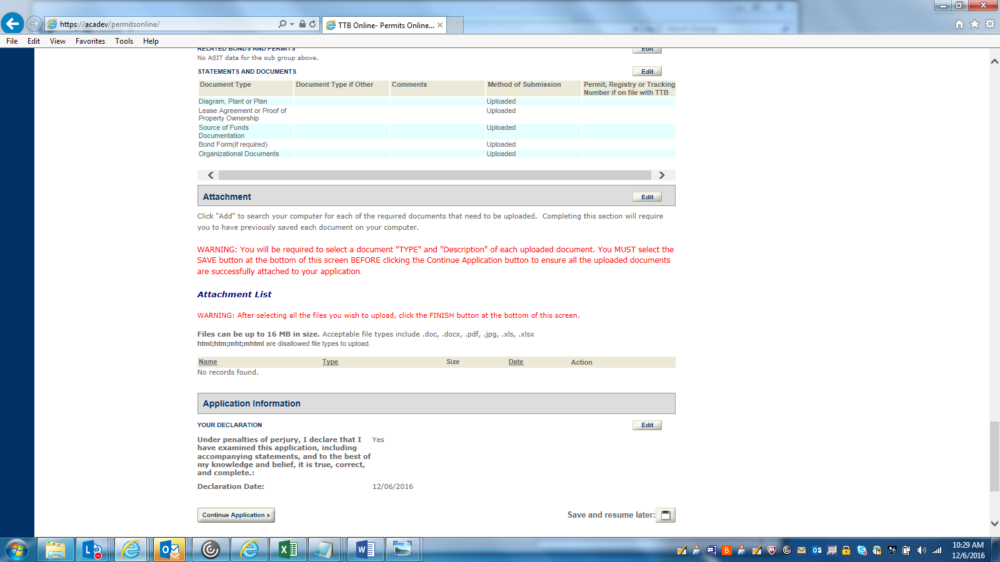 https://acadev/permitsonline/
TTB Online- Permits Online...
File Edit View Favorites Tools Help
RELATED BONDS AND PERMITS
Edit
No ASIT data for the sub group above.
STATEMENTS AND DOCUMENTS
Edit
Document Type Document Type if Other Comments Method of Submission Permit, Registry or Tracking
Number if on file with TTB
Diagram, Plant or Plan Uploaded
Lease Agreement or Proof of Uploaded
Property Ownership
Source of Funds Uploaded
Documentation
Bond Form(if required) Uploaded
Organizational Documents Uploaded
Attachment
Edit
Click "Add" to search your computer for each of the required documents that need to be uploaded. Completing this section will require
you to have previously saved each document on your computer.
WARNING: You will be required to select a document "TYPE" and "Description" of each uploaded document. You MUST select the
SAVE button at the bottom of this screen BEFORE clicking the Continue Application button to ensure all the uploaded documents
are successfully attached to your application.
Attachment List
WARNING: After selecting all the files you wish to upload, click the FINISH button at the bottom of this screen.
Files can be up to 16 MB in size. Acceptable file types include .doc, .docx, .pdf, .jpg, .xls, .xlsx
html;htm;mht;mhtml are disallowed file types to upload.
Name Type Size Date Action
No records found.
Application Information
YOUR DECLARATION
Edit
Under penalties of perjury, I declare that I Yes
have examined this application, including
accompanying statements, and to the best of
my knowledge and belief, it is true, correct,
and complete.:
Declaration Date: 12/06/2016
Continue Application »
Save and resume later:
10:29 AM
12/6/2016